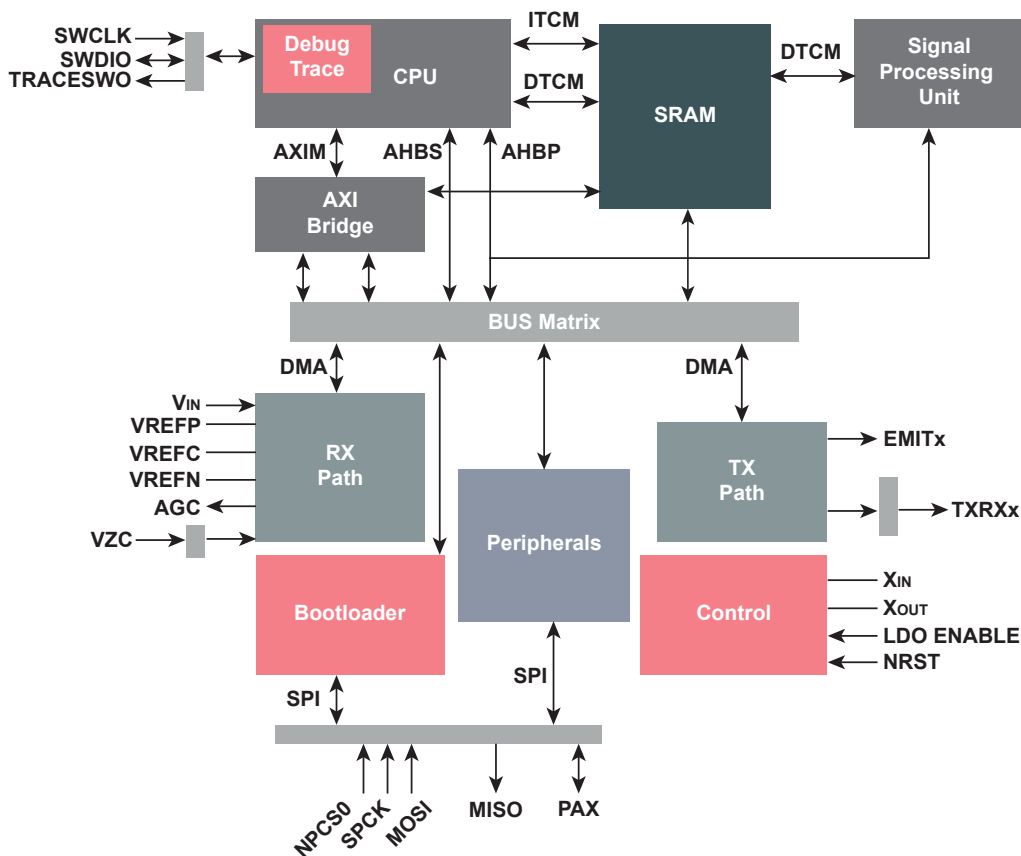 SWCLK
SWDIO
TRACESWO
Debug
Trace
CPU
ITCM
DTCM
SRAM
DTCM
Signal
Processing
Unit
AXIM
AHBS
AHBP
AXI
Bridge
BUS Matrix
DMA
DMA
VIN
VREFP
VREFC
VREFN
AGC
VZC
RX
Path
TX
Path
EMITx
TXRXx
Peripherals
Bootloader
Control
XIN
XOUT
LDO ENABLE
NRST
SPI
SPI
NPCS0
SPCK
MOSI
MISO
PAX